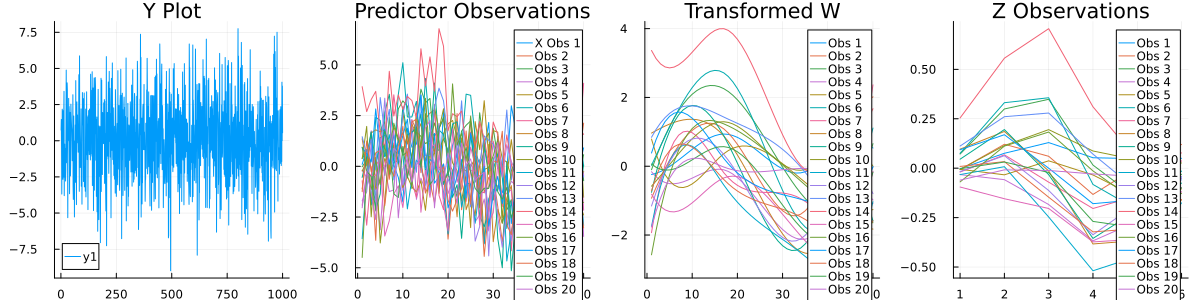 Y Plot
7.5
5.0
2.5
0.0
−2.5
−5.0
−7.5
y1
0
250
500
750
1000
Predictor Observations
5.0
2.5
0.0
−2.5
−5.0
0
10
20
30
0
X Obs 1
Obs 2
Obs 3
Obs 4
Obs 5
Obs 6
Obs 7
Obs 8
Obs 9
Obs 10
Obs 11
Obs 12
Obs 13
Obs 14
Obs 15
Obs 16
Obs 17
Obs 18
Obs 19
Obs 20
Transformed W
4
2
0
−2
0
10
20
30
Obs 1
Obs 2
Obs 3
Obs 4
Obs 5
Obs 6
Obs 7
Obs 8
Obs 9
Obs 10
Obs 11
Obs 12
Obs 13
Obs 14
Obs 15
Obs 16
Obs 17
Obs 18
Obs 19
Obs 20
Z Observations
0.50
0.25
0.00
−0.25
−0.50
1
2
3
4
Obs 1
Obs 2
Obs 3
Obs 4
Obs 5
Obs 6
Obs 7
Obs 8
Obs 9
Obs 10
Obs 11
Obs 12
Obs 13
Obs 14
Obs 15
Obs 16
Obs 17
Obs 18
Obs 19
Obs 20